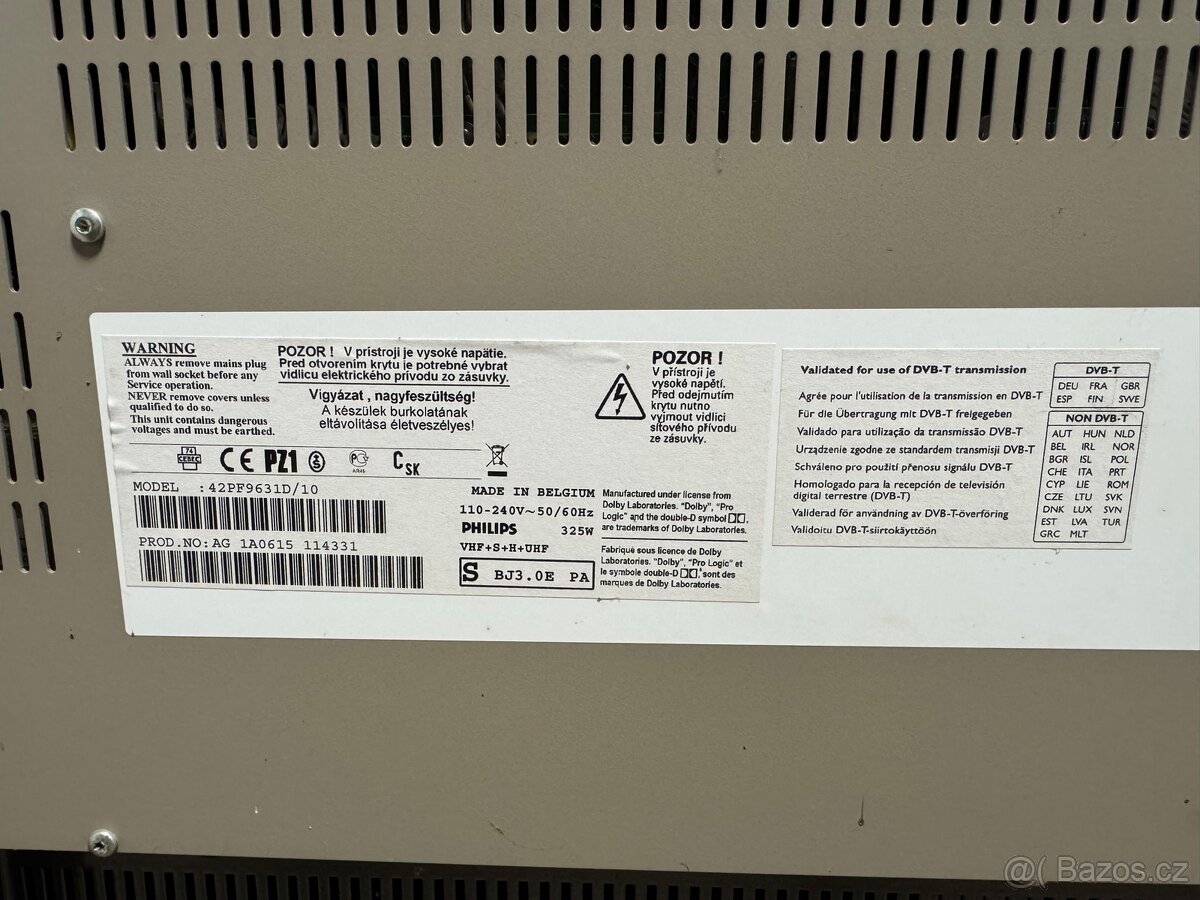 WARNING
ALWAYS remove mains plug
from wall socket before any
Service operation.
NEVER remove covers unless
qualified to do so.
This unit contains dangerous
voltages and must be earthed.
POZOR ! V prístroji je vysoké napätie.
Pred otvorením krytu je potrebné vybrat
vidlicu elektrického prívodu zo zásuvky.
Vigyázat , nagyfeszültség!
A készülek burkolatának
eltávolítása életveszélyes!
POZOR !
V přístroji je
vysoké napětí.
Před odejmutím
krytu nutno
vyjmout vidlici
síťového přívodu
ze zásuvky.
74
CEBEC
CE PZ1 S
AR46
CSK
MODEL :42PF9631D/10
PROD.NO: AG 1A0615 114331
MADE IN BELGIUM
110-240V~50/60Hz
PHILIPS 325W
VHF+S+H+UHF
S BJ3.0E PA
Manufactured under license from
Dolby Laboratories. "Dolby", "Pro
Logic" and the double-D symbol
are trademarks of Dolby Laboratories.
Fabriqué sous licence de Dolby
Laboratories. "Dolby", "Pro Logic" et
le symbole double-D , sont des
marques de Dolby Laboratories.
Validated for use of DVB-T transmission
Agrée pour l'utilisation de la transmission en DVB-T
Für die Übertragung mit DVB-T freigegeben
Validado para utilização da transmissão DVB-T
Urządzenie zgodne ze standardem transmisji DVB-T
Schváleno pro použití přenosu signálu DVB-T
Homologado para la recepción de televisión
digital terrestre (DVB-T)
Validerad för användning av DVB-T-överföring
Validoitu DVB-T-siirtokäyttöön
DVB-T
DEU FRA GBR
ESP FIN SWE
NON DVB-T
AUT HUN NLD
BEL IRL NOR
BGR ISL POL
CHE ITA PRT
CYP LIE ROM
CZE LTU SVK
DNK LUX SVN
EST LVA TUR
GRC MLT
@( Bazos.cz